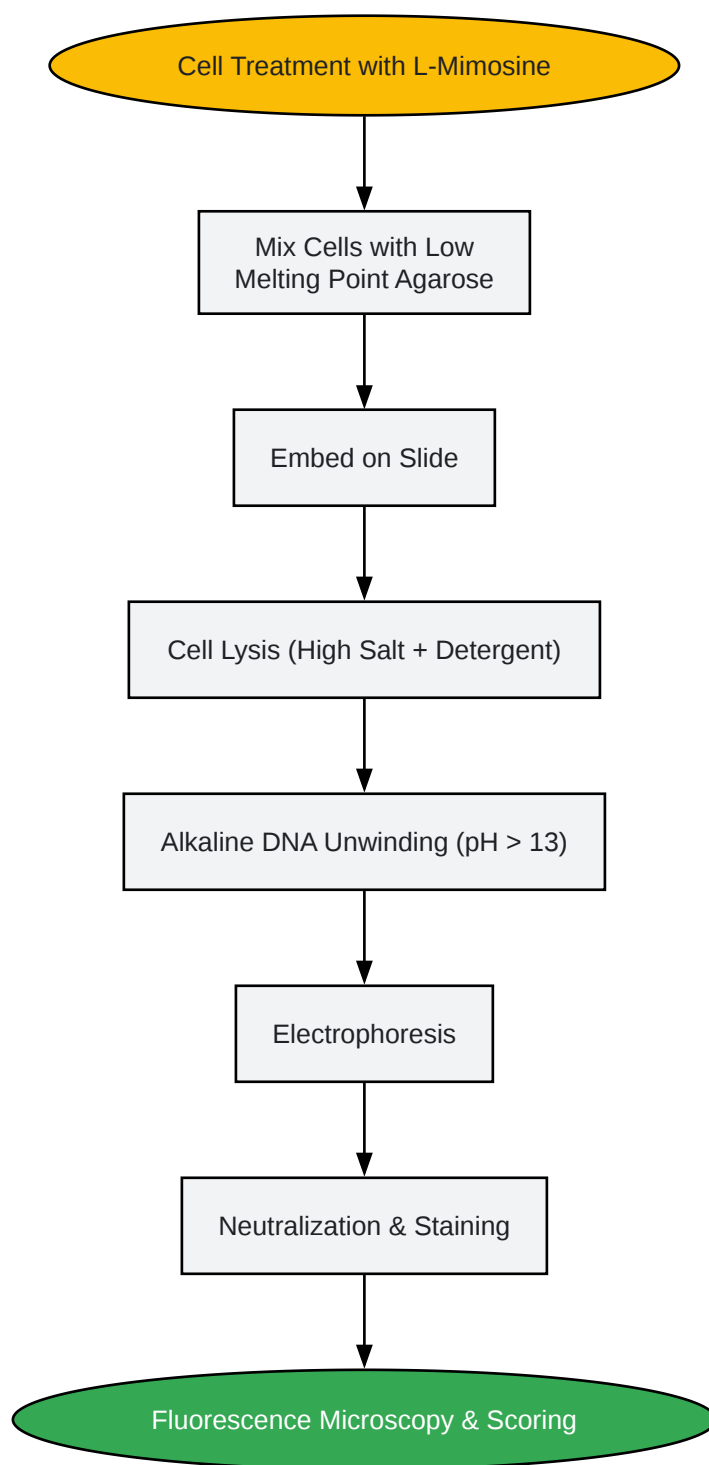 Cell Treatment with L-Mimosine
Mix Cells with Low
Melting Point Agarose
Embed on Slide
Cell Lysis (High Salt + Detergent)
Alkaline DNA Unwinding (pH > 13)
Electrophoresis
Neutralization & Staining
Fluorescence Microscopy & Scoring